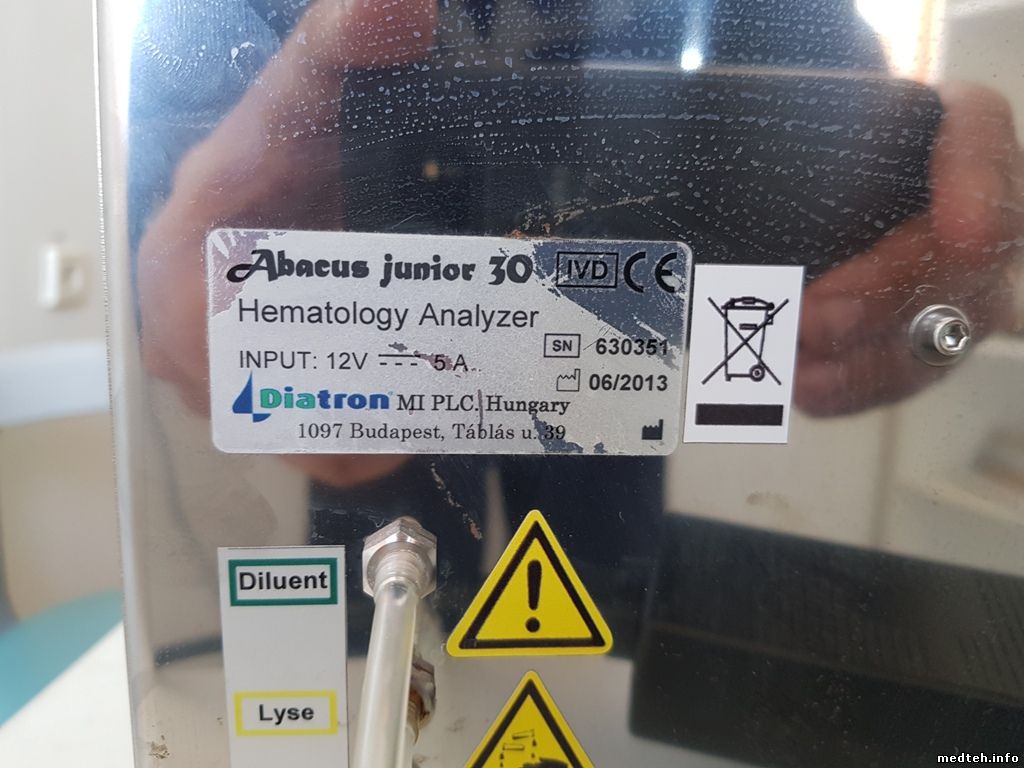 Abacus junior 30 IVD CE
Hematology Analyzer
SN 630351
INPUT: 12V 5 A
06/2013
Diatron MI PLC. Hungary
1097 Budapest, Táblás u. 39
Diluent
Lyse
medteh.info